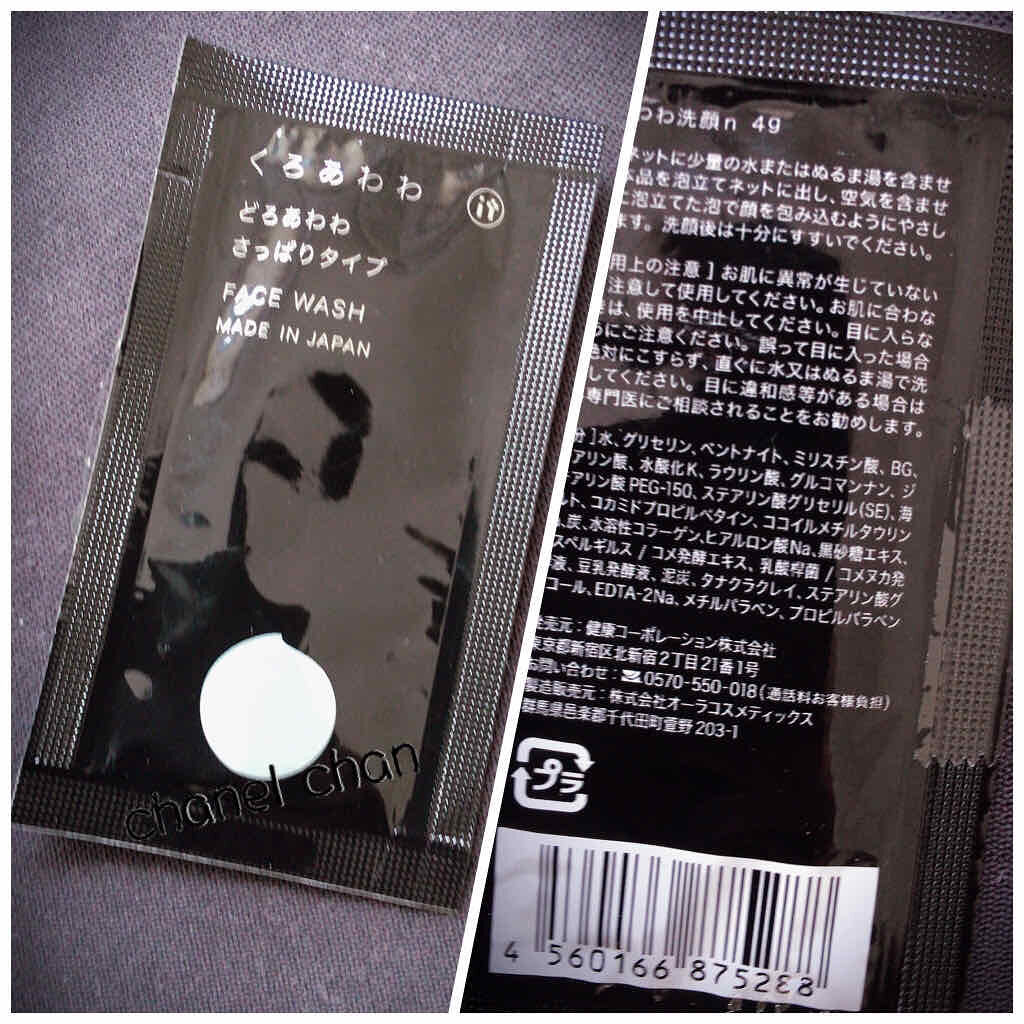 くろあわわ
it
どろあわわ
さっぱりタイプ
FACE WASH
MADE IN JAPAN
chanel chan
わ洗顔n 4g
ネットに少量の水またはぬるま湯を含ませ
品を泡立てネットに出し、空気を含ませ
泡立てた泡で顔を包み込むようにやさし
ます。洗顔後は十分にすすいでください。
用上の注意]お肌に異常が生じていない
注意して使用してください。お肌に合わな
は、使用を中止してください。目に入らな
にご注意ください。誤って目に入った場合
対にこすらず、直ぐに水又はぬるま湯で洗
してください。目に違和感等がある場合は
専門医にご相談されることをお勧めします。
]水、グリセリン、ベントナイト、ミリスチン酸、BG、
アリン酸、水酸化K、ラウリン酸、グルコマンナン、ジ
アリン酸PEG-150、ステアリン酸グリセリル(SE)、海
ルト、コカミドプロピルベタイン、ココイルメチルタウリン
、炭、水溶性コラーゲン、ヒアルロン酸Na、黒砂糖エキス、
スペルギルス/コメ発酵エキス、乳酸桿菌/コメヌカ発
液、豆乳発酵液、泥炭、タナクラクレイ、ステアリン酸グ
コール、EDTA-2Na、メチルパラベン、プロピルパラベン
発売元:健康コーポレーション株式会社
東京都新宿区北新宿2丁目21番1号
お問い合わせ:0570-550-018(通話料お客様負担)
製造販売元:株式会社オーラコスメティックス
群馬県邑楽郡千代田町萱野203-1
プラ
4 560166 875288